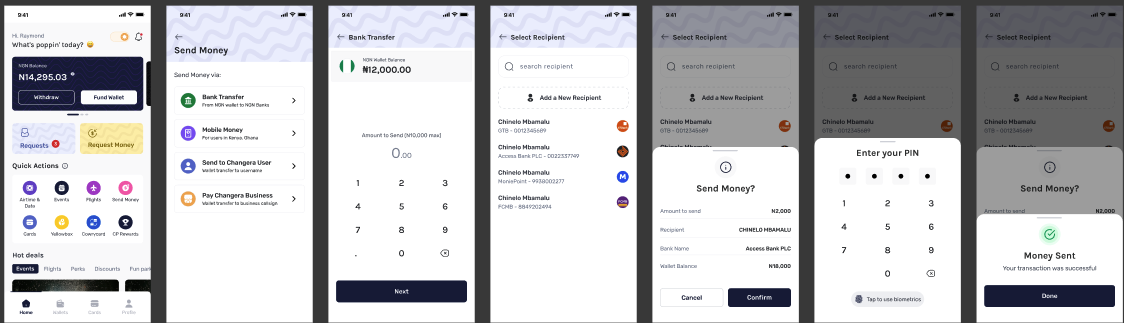 9:41
Hi, Raymond
What's poppin' today? 😄
NGN Balance
₦14,295.03
Withdraw
Fund Wallet
Requests
Request Money
Quick Actions
Airtime &
Data
Events
Flights
Send Money
Cards
Yellowbox
Cowrycard
CP Rewards
Hot deals
Events
Flights
Perks
Discounts
Fun part
Home
Wallets
Cards
Profile
9:41
Send Money
Send Money via:
Bank Transfer
From NGN wallet to NGN Banks
Mobile Money
For users in Kenya, Ghana
Send to Changera User
Wallet transfer to username
Pay Changera Business
Wallet transfer to business callsign
9:41
Bank Transfer
NGN Wallet Balance
₦12,000.00
Amount to Send (₦10,000 max)
0.00
1 2 3
4 5 6
7 8 9
. 0
Next
9:41
Select Recipient
search recipient
Add a New Recipient
Chinelo Mbamalu
GTB - 0012345689
Chinelo Mbamalu
Access Bank PLC - 0022337749
Chinelo Mbamalu
MoniePoint - 9938002277
Chinelo Mbamalu
FCMB - 8849202494
9:41
Select Recipient
search recipient
Add a New Recipient
Chinelo Mbamalu
GTB - 0012345689
Chinelo Mbamalu
Send Money?
Amount to send
₦2,000
Recipient
CHINELO MBAMALU
Bank Name
Access Bank PLC
Wallet Balance
₦18,000
Cancel
Confirm
9:41
Select Recipient
search recipient
Add a New Recipient
Chinelo Mbamalu
GTB - 0012345689
Enter your PIN
1 2 3
4 5 6
7 8 9
0
Tap to use biometrics
9:41
Select Recipient
search recipient
Add a New Recipient
Chinelo Mbamalu
GTB - 0012345689
Chinelo Mbamalu
Send Money?
Amount to send
₦2,000
Money Sent
Your transaction was successful
Done